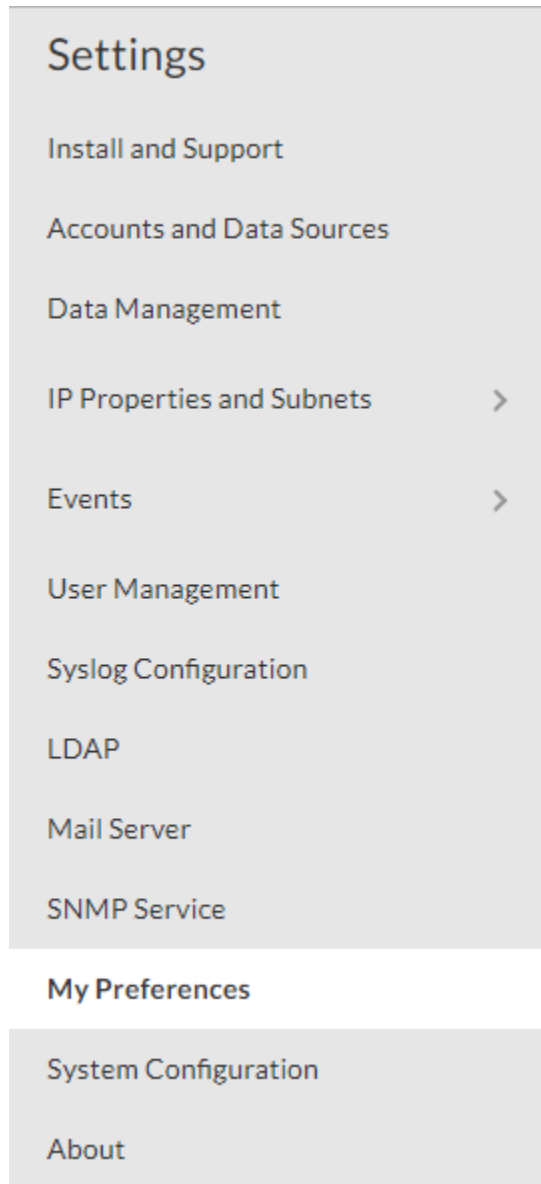 Settings
Install and Support
Accounts and Data Sources
Data Management
IP Properties and Subnets
Events
User Management
Syslog Configuration
LDAP
Mail Server
SNMP Service
My Preferences
System Configuration
About